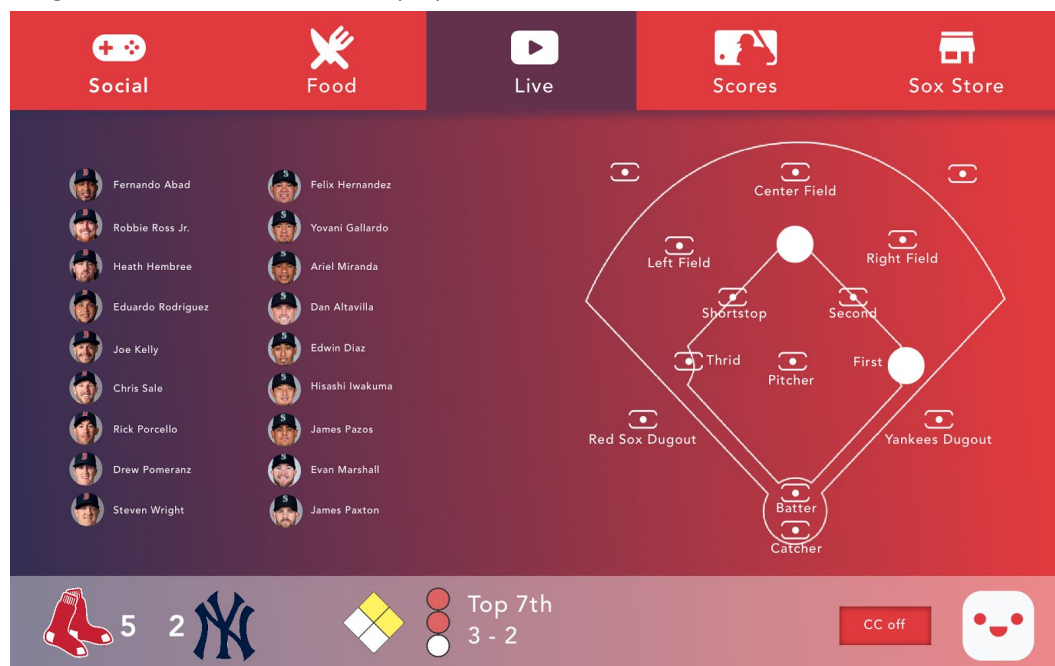 Social
Food
Live
Scores
Sox Store
Fernando Abad
Robbie Ross Jr.
Heath Hembree
Eduardo Rodriguez
Joe Kelly
Chris Sale
Rick Porcello
Drew Pomeranz
Steven Wright
Felix Hernandez
Yovani Gallardo
Ariel Miranda
Dan Altavilla
Edwin Diaz
Hisashi Iwakuma
James Pazos
Evan Marshall
James Paxton
Center Field
Left Field
Right Field
Shortstop
Second
Thrid
Pitcher
First
Red Sox Dugout
Yankees Dugout
Batter
Catcher
5 2 NY
Top 7th
3 - 2
CC off